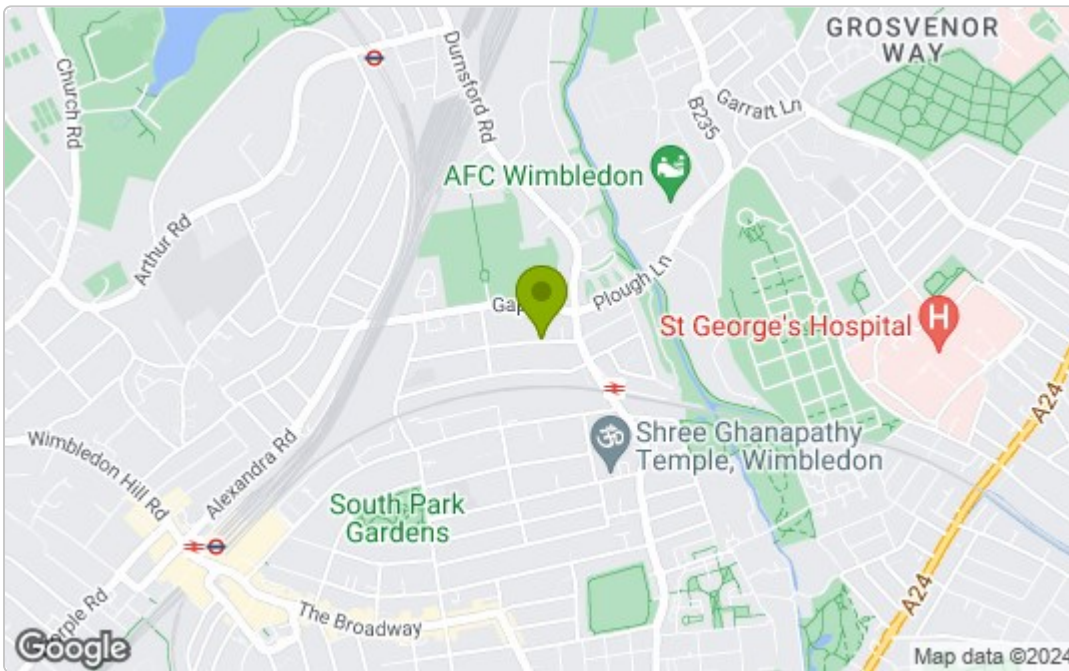 GROSVENOR
WAY
Church Rd
Durnsford Rd
B235
Garratt Ln
AFC Wimbledon
Arthur Rd
Plough Ln
Gap
St George's Hospital
H
A24
Shree Ghanapathy
Temple, Wimbledon
Wimbledon Hill Rd
Alexandra Rd
South Park
Gardens
A24
The Broadway
orple Rd
Google
Map data ©2024